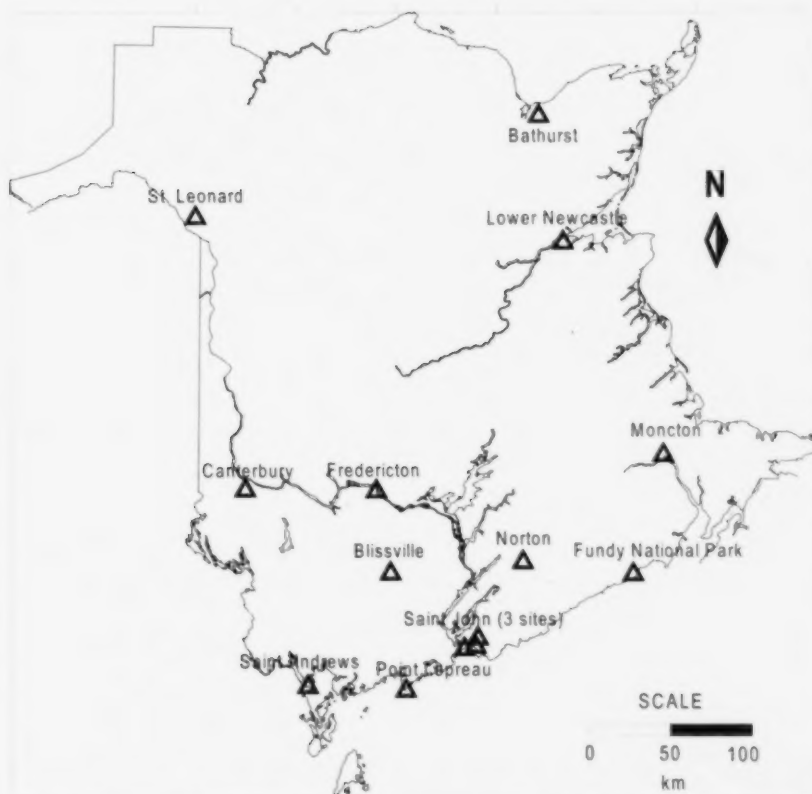 Bathurst
N
St. Leonard
Lower Newcastle
Moncton
Canterbury
Fredericton
Blissville
Norton
Fundy National Park
Saint John (3 sites)
Saint Andrews
Point Lepreau
SCALE
0 50 100
km